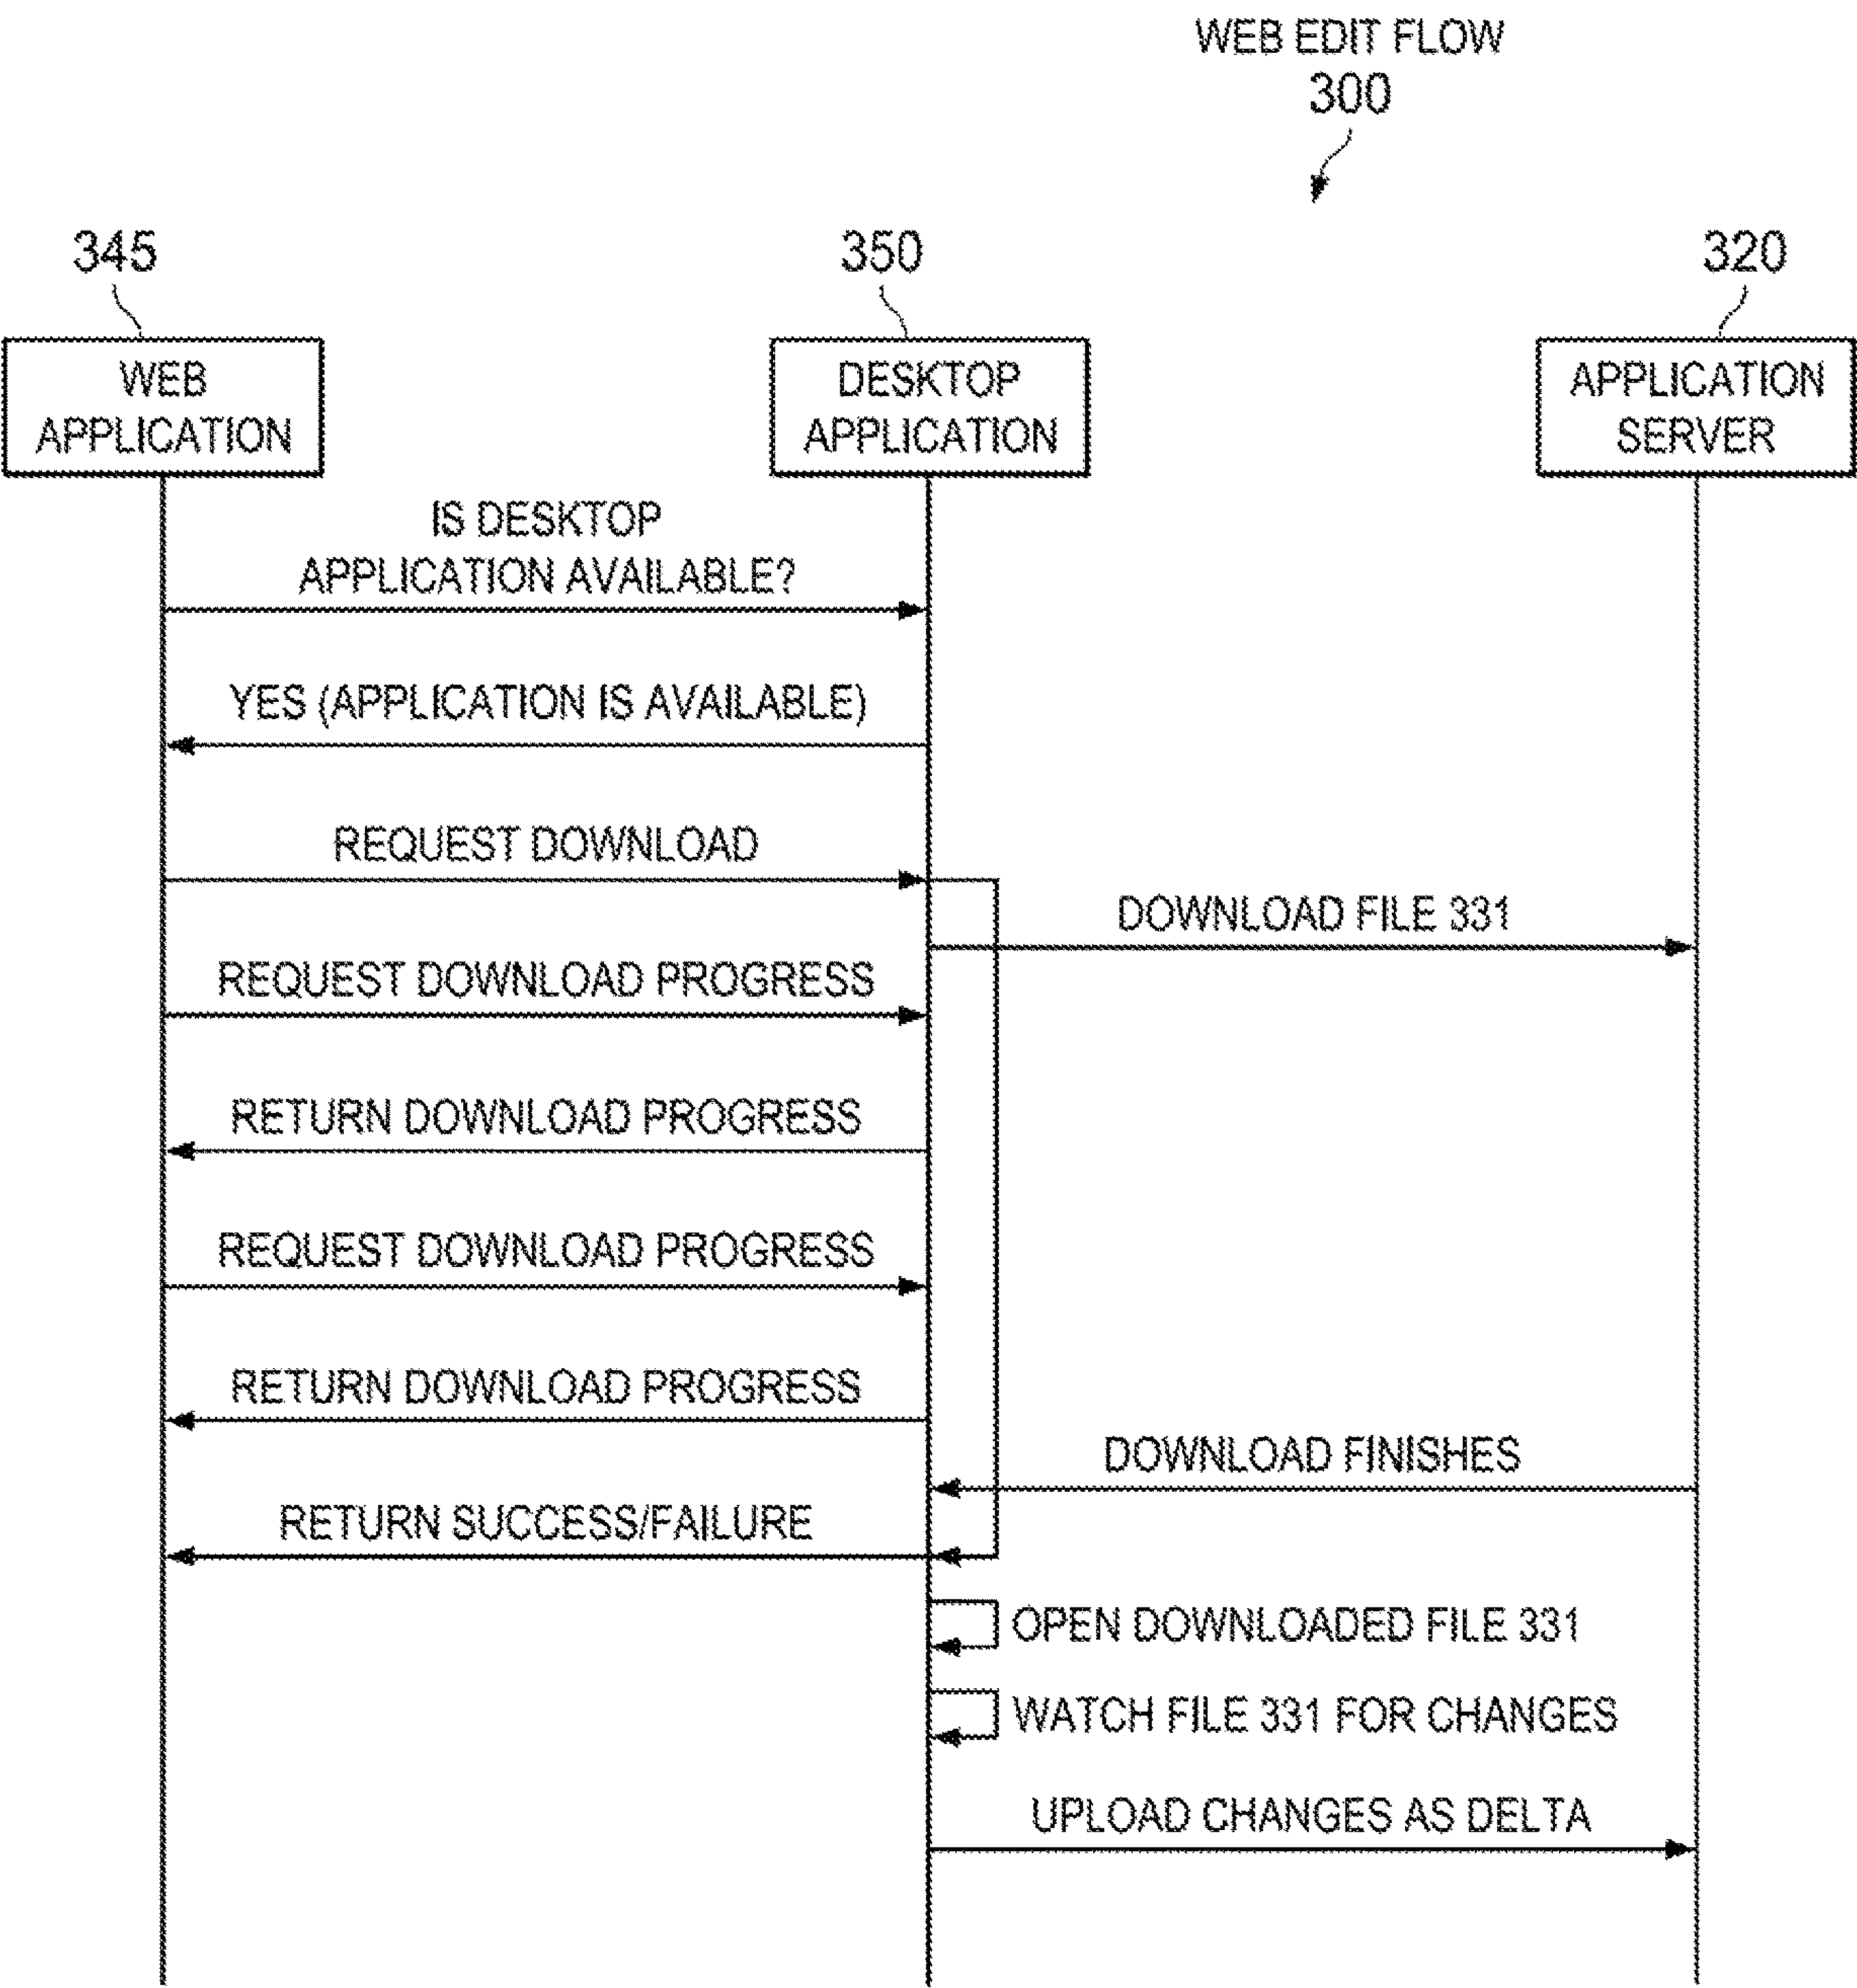 WEB EDIT FLOW
300
345
350
320
WEB
APPLICATION
DESKTOP
APPLICATION
APPLICATION
SERVER
IS DESKTOP
APPLICATION AVAILABLE?
YES (APPLICATION IS AVAILABLE)
REQUEST DOWNLOAD
DOWNLOAD FILE 331
REQUEST DOWNLOAD PROGRESS
RETURN DOWNLOAD PROGRESS
REQUEST DOWNLOAD PROGRESS
RETURN DOWNLOAD PROGRESS
DOWNLOAD FINISHES
RETURN SUCCESS/FAILURE
OPEN DOWNLOADED FILE 331
WATCH FILE 331 FOR CHANGES
UPLOAD CHANGES AS DELTA